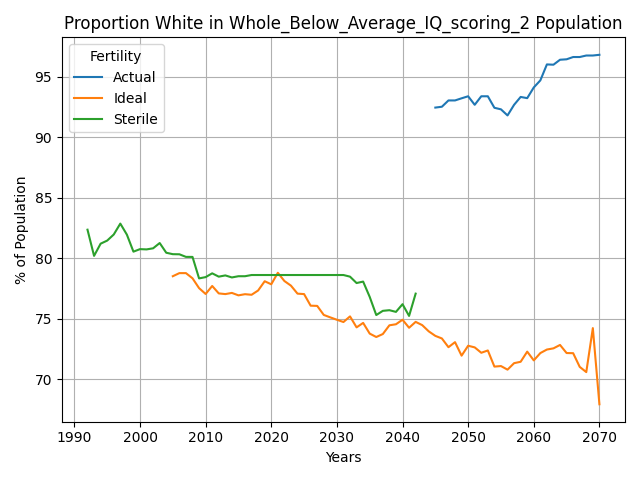 Proportion White in Whole_Below_Average_IQ_scoring_2 Population
Fertility
Actual
Ideal
Sterile
% of Population
95
90
85
80
75
70
1990 2000 2010 2020 2030 2040 2050 2060 2070
Years